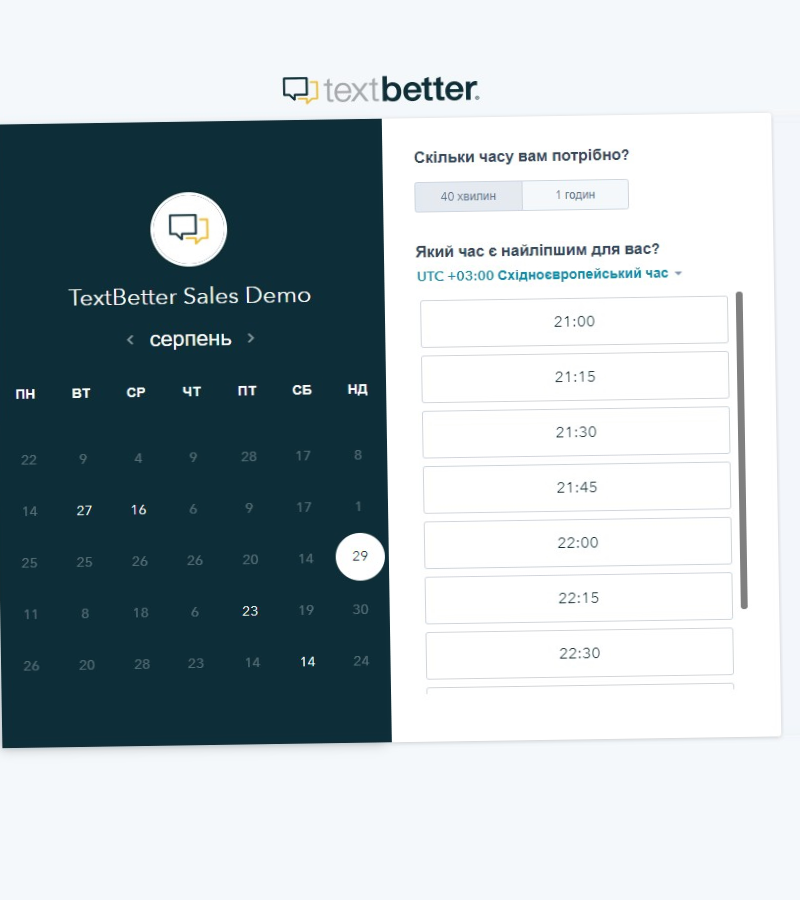 textbetter.
TextBetter Sales Demo
серпень
ПН ВТ СР ЧТ ПТ СБ НД
22 9 4 9 28 17 8
14 27 16 6 9 17 1
25 25 26 26 20 14 29
11 8 18 6 23 19 30
26 20 28 23 14 14 24
Скільки часу вам потрібно?
40 хвилин 1 годин
Який час є найліпшим для вас?
UTC +03:00 Східноєвропейський час
21:00
21:15
21:30
21:45
22:00
22:15
22:30